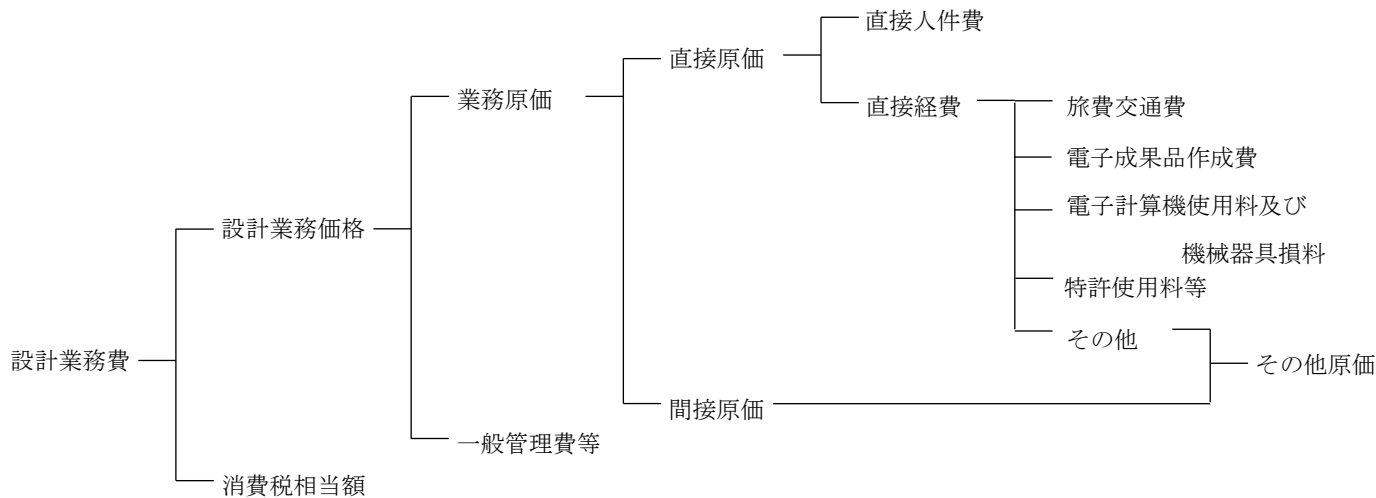 直接人件費
直接原価
業務原価
直接経費
旅費交通費
電子成果品作成費
電子計算機使用料及び
設計業務価格
機械器具損料
特許使用料等
その他
設計業務費
その他原価
間接原価
一般管理費等
消費税相当額